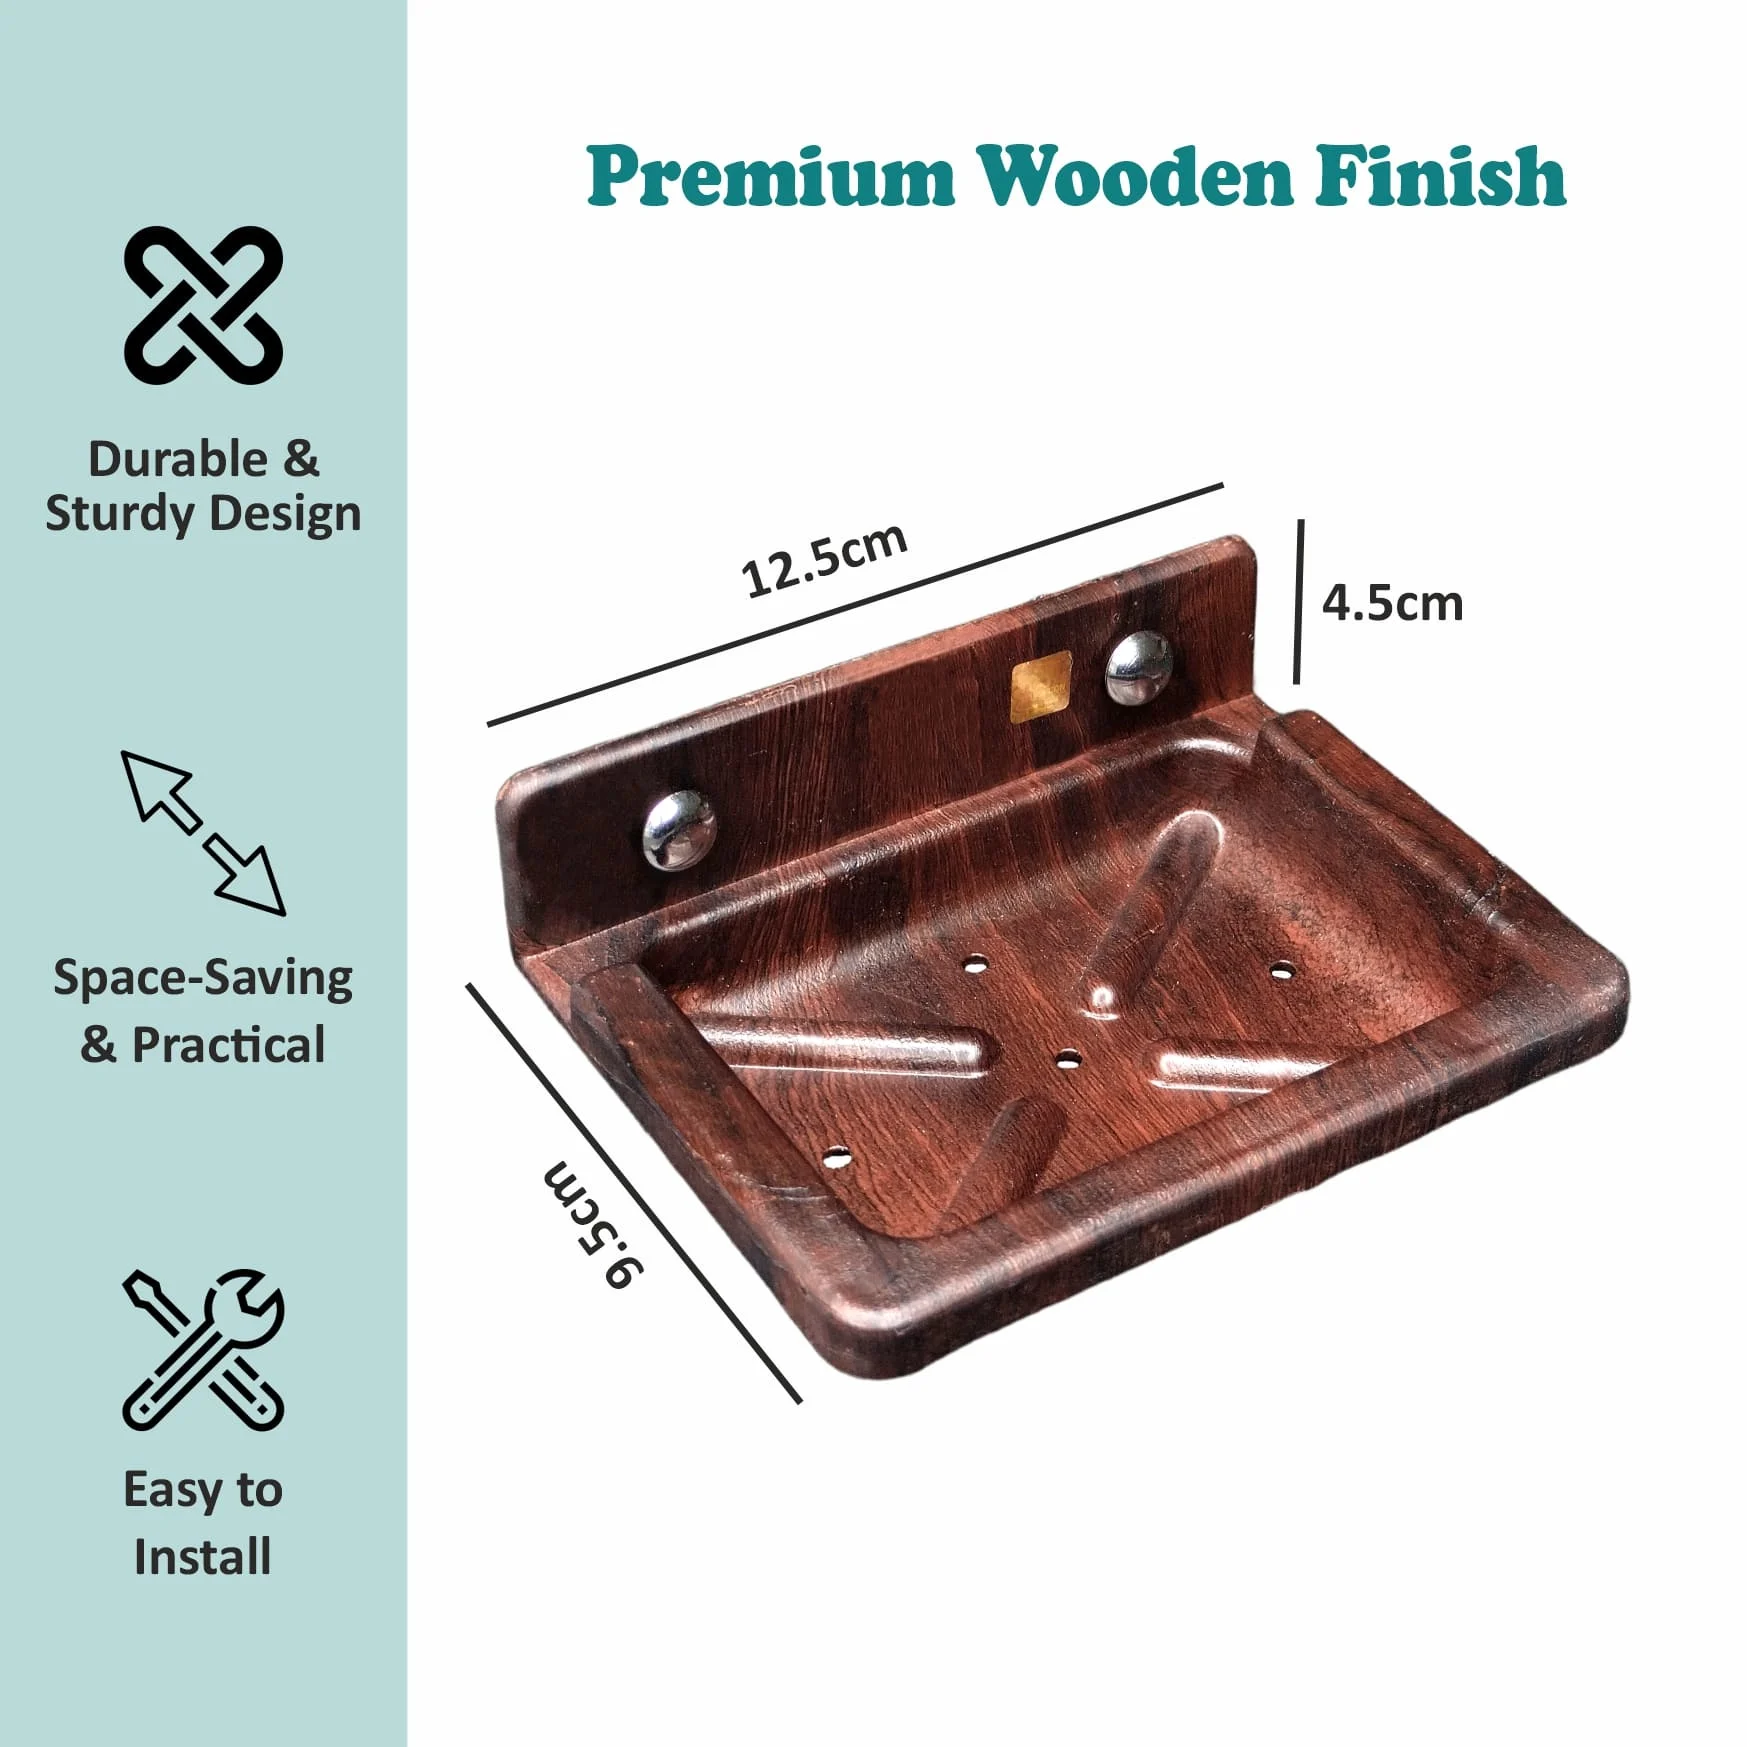 Premium Wooden Finish
Durable &
Sturdy Design
Space-Saving
& Practical
Easy to
Install
12.5cm
4.5cm
9.5cm